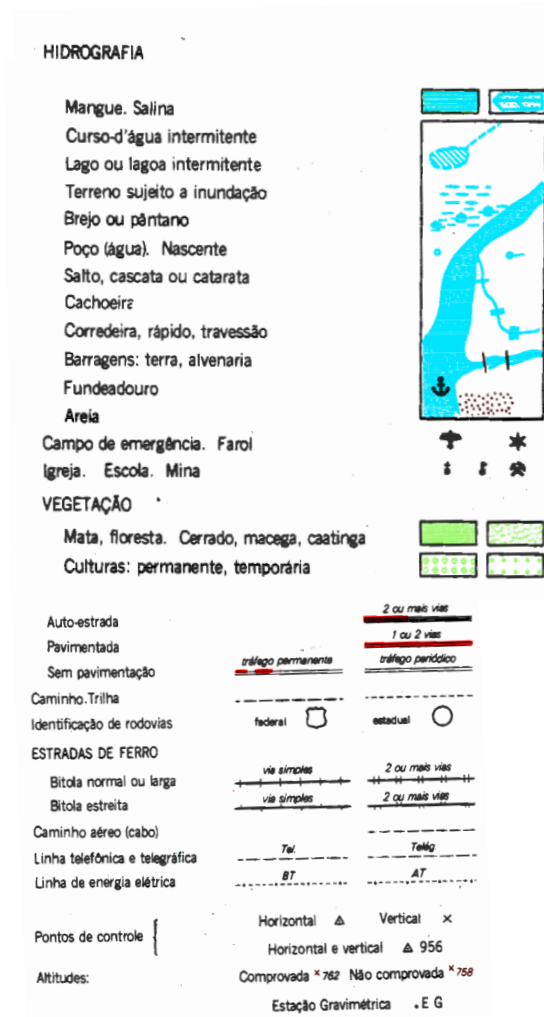 HIDROGRAFIA
Mangue. Salina
Curso-d'água intermitente
Lago ou lagoa intermitente
Terreno sujeito a inundação
Brejo ou pântano
Poço (água). Nascente
Salto, cascata ou catarata
Cachoeira
Corredeira, rápido, travessão
Barragens: terra, alvenaria
Fundeadouro
Areia
Campo de emergência. Farol
Igreja. Escola. Mina
VEGETAÇÃO
Mata, floresta. Cerrado, macega, caatinga
Culturas: permanente, temporária
Auto-estrada 2 ou mais vias
Pavimentada 1 ou 2 vias
Sem pavimentação tráfego permanente tráfego periódico
Caminho.Trilha
Identificação de rodovias federal estadual
ESTRADAS DE FERRO
Bitola normal ou larga via simples 2 ou mais vias
Bitola estreita via simples 2 ou mais vias
Caminho aéreo (cabo)
Linha telefônica e telegráfica Tel. Teleg.
Linha de energia elétrica BT AT
Pontos de controle Horizontal Vertical
Horizontal e vertical 956
Altitudes: Comprovada 762 Não comprovada 758
Estação Gravimétrica .E G